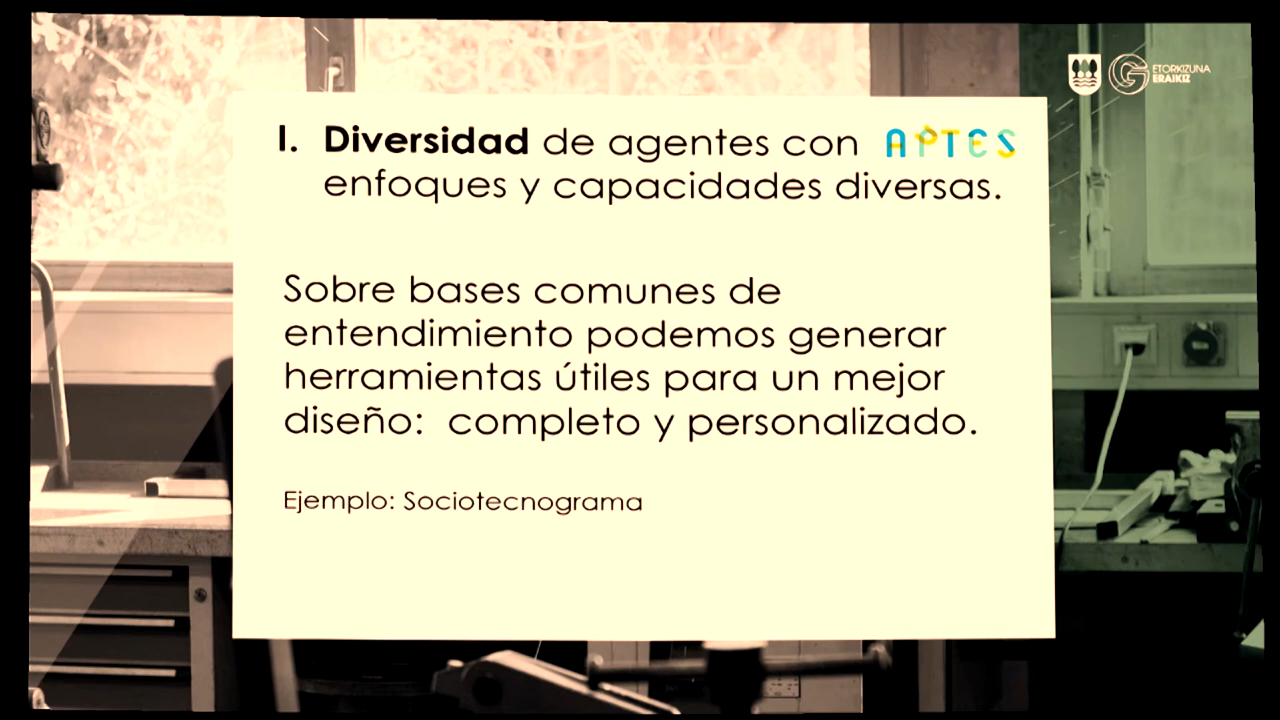 ETORKIZUNA
ERAIKIZ
I. Diversidad de agentes con APTES
enfoques y capacidades diversas.
Sobre bases comunes de
entendimiento podemos generar
herramientas útiles para un mejor
diseño: completo y personalizado.
Ejemplo: Sociotecnograma